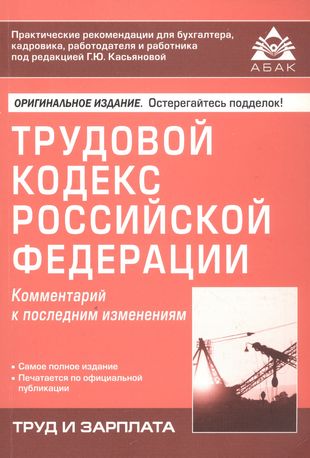 Практические рекомендации для бухгалтера,
кадровика, работодателя и работника
под редакцией Г.Ю. Касьяновой
АБАК
ОРИГИНАЛЬНОЕ ИЗДАНИЕ. Остерегайтесь подделок!
ТРУДОВОЙ
КОДЕКС
РОССИЙСКОЙ
ФЕДЕРАЦИИ
Комментарий
к последним изменениям
• Самое полное издание
• Печатается по официальной
публикации
ТРУД И ЗАРПЛАТА